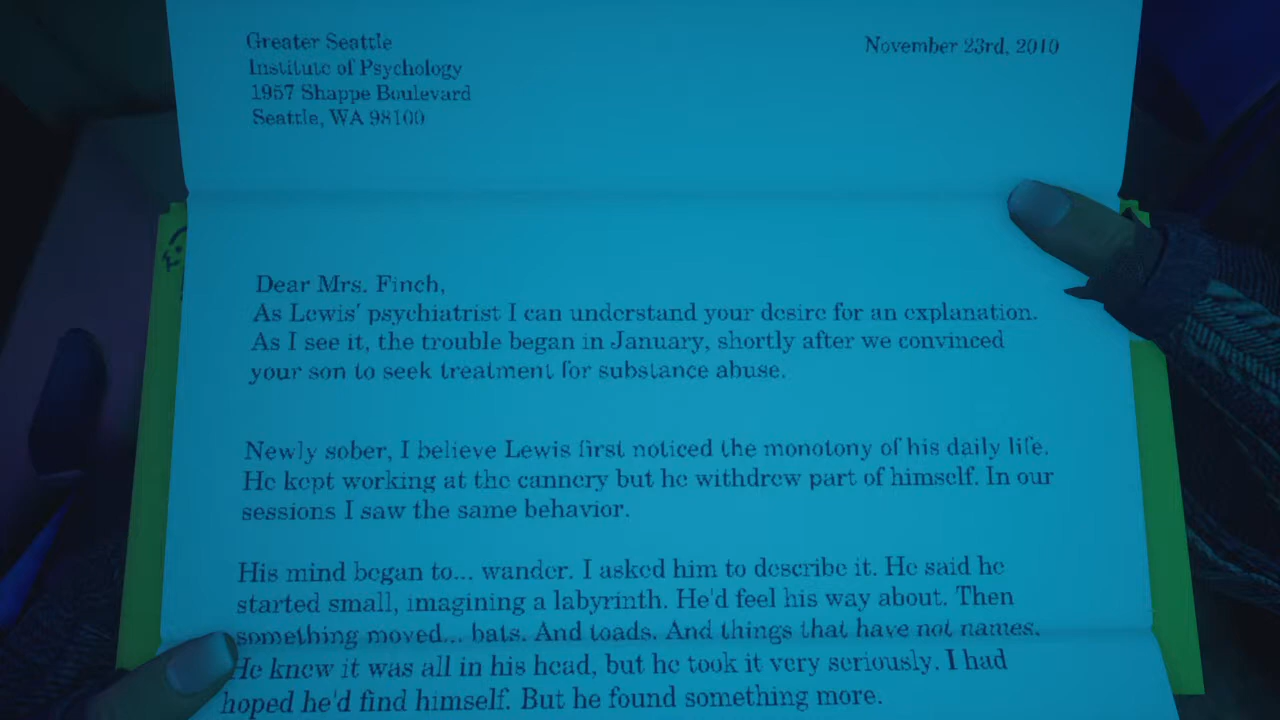 Greater Seattle
November 23rd, 2010
Institute of Psychology
1957 Shappe Boulevard
Seattle, WA 98100
Dear Mrs. Finch,
As Lewis' psychiatrist I can understand your desire for an explanation.
As I see it, the trouble began in January, shortly after we convinced
your son to seek treatment for substance abuse.
Newly sober, I believe Lewis first noticed the monotony of his daily life.
He kept working at the cannery but he withdrew part of himself. In our
sessions I saw the same behavior.
His mind began to... wander. I asked him to describe it. He said he
started small, imagining a labyrinth. He'd feel his way about. Then
something moved... bats. And toads. And things that have not names.
He knew it was all in his head, but he took it very seriously. I had
hoped he'd find himself. But he found something more.